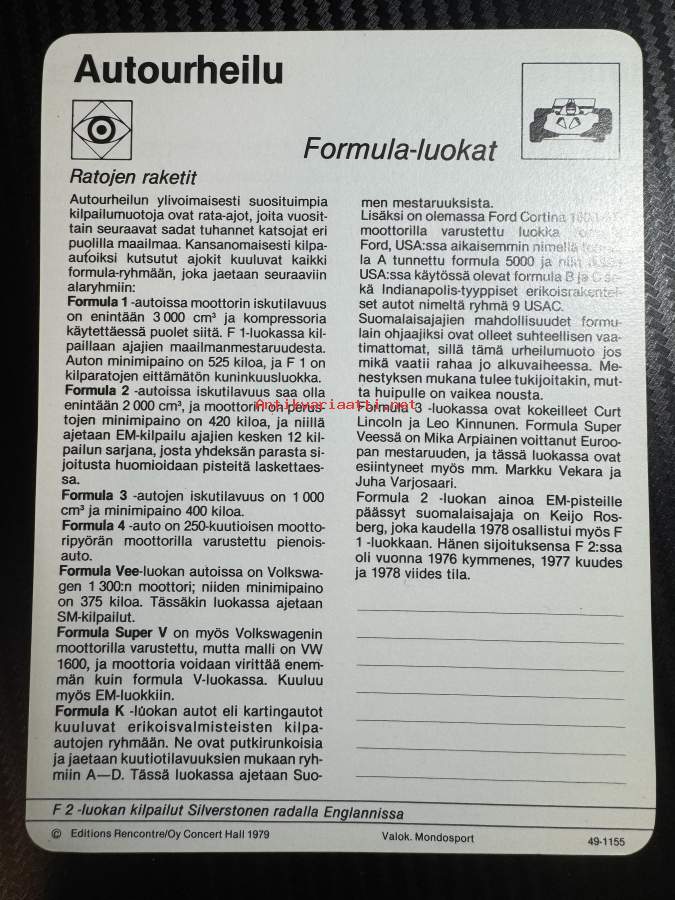 Autourheilu
Formula-luokat
Ratojen raketit
Autourheilun ylivoimaisesti suosituimpia
kilpailumuotoja ovat rata-ajot, joita vuosit-
tain seuraavat sadat tuhannet katsojat eri
puolilla maailmaa. Kansanomaisesti kilpa-
autoiksi kutsutut ajokit kuuluvat kaikki
formula-ryhmään, joka jaetaan seuraaviin
alaryhmiin:
Formula 1 -autoissa moottorin iskutilavuus
on enintään 3 000 cm³ ja kompressoria
käytettäessä puolet siitä. F 1-luokassa kil-
paillaan ajajien maailmanmestaruudesta.
Auton minimipaino on 525 kiloa, ja F 1 on
kilparatojen eittämätön kuninkuusluokka.
Formula 2 -autoissa iskutilavuus saa olla
enintään 2 000 cm³, ja moottorin on perus
tojen minimipaino on 420 kiloa, ja niillä
ajetaan EM-kilpailu ajajien kesken 12 kil-
pailun sarjana, josta yhdeksän parasta si-
joitusta huomioidaan pisteitä laskettaes-
sa.
Formula 3 -autojen iskutilavuus on 1 000
cm³ ja minimipaino 400 kiloa.
Formula 4 -auto on 250-kuutioisen mootto-
ripyörän moottorilla varustettu pienois-
auto.
Formula Vee-luokan autoissa on Volkswa-
gen 1 300:n moottori; niiden minimipaino
on 375 kiloa. Tässäkin luokassa ajetaan
SM-kilpailut.
Formula Super V on myös Volkswagenin
moottorilla varustettu, mutta malli on VW
1600, ja moottoria voidaan virittää enem-
män kuin formula V-luokassa. Kuuluu
myös EM-luokkiin.
Formula K -luokan autot eli kartingautot
kuuluvat erikoisvalmisteisten kilpa-
autojen ryhmään. Ne ovat putkirunkoisia
ja jaetaan kuutiotilavuuksien mukaan ryh-
miin A—D. Tässä luokassa ajetaan Suo-
men mestaruuksista.
Lisäksi on olemassa Ford Cortina
moottorilla varustettu luokka
Ford, USA:ssa aikaisemmin nimellä
la A tunnettu formula 5000 ja
USA:ssa käytössä olevat formula B ja C se-
kä Indianapolis-tyyppiset erikoisrakentei-
set autot nimeltä ryhmä 9 USAC.
Suomalaisajajien mahdollisuudet formu-
lain ohjaajiksi ovat olleet suhteellisen vaa-
timattomat, sillä tämä urheilumuoto jos
mikä vaatii rahaa jo alkuvaiheessa. Me-
nestyksen mukana tulee tukijoitakin, mut-
ta huipulle on vaikea nousta.
Formula 3 -luokassa ovat kokeilleet Curt
Lincoln ja Leo Kinnunen. Formula Super
Veessä on Mika Arpiainen voittanut Euroo-
pan mestaruuden, ja tässä luokassa ovat
esiintyneet myös mm. Markku Vekara ja
Juha Varjosaari.
Formula 2 -luokan ainoa EM-pisteille
päässyt suomalaisajaja on Keijo Ros-
berg, joka kaudella 1978 osallistui myös F
1 -luokkaan. Hänen sijoituksensa F 2:ssa
oli vuonna 1976 kymmenes, 1977 kuudes
ja 1978 viides tila.
F 2 -luokan kilpailut Silverstonen radalla Englannissa
© Editions Rencontre/Oy Concert Hall 1979
Valok. Mondosport
49-1155
Antikvariaatti.net